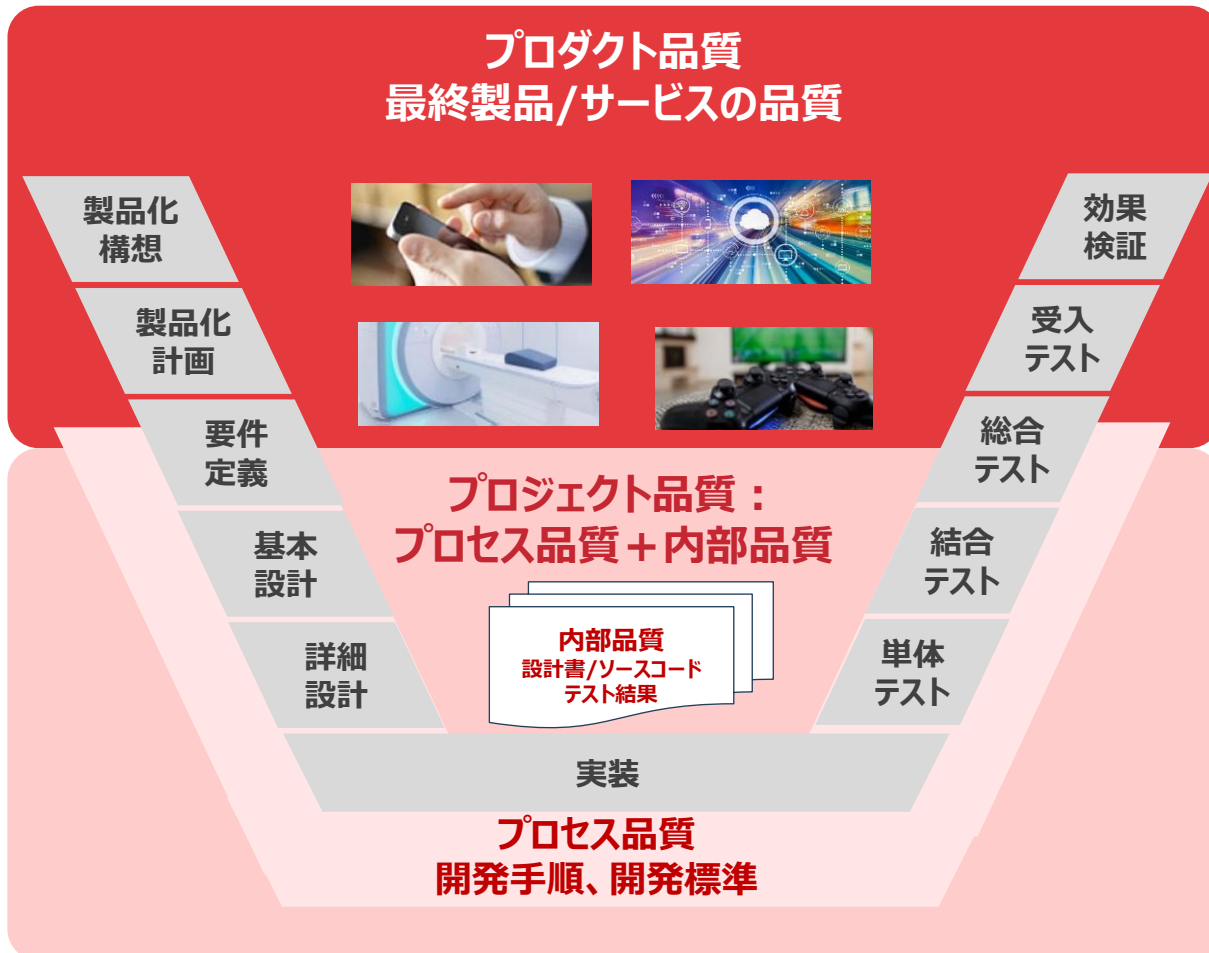 プロダクト品質
最終製品/サービスの品質
製品化
構想
製品化
計画
要件
定義
基本
設計
詳細
設計
実装
単体
テスト
結合
テスト
総合
テスト
受入
テスト
効果
検証
プロジェクト品質：
プロセス品質＋内部品質
内部品質
設計書/ソースコード
テスト結果
プロセス品質
開発手順、開発標準